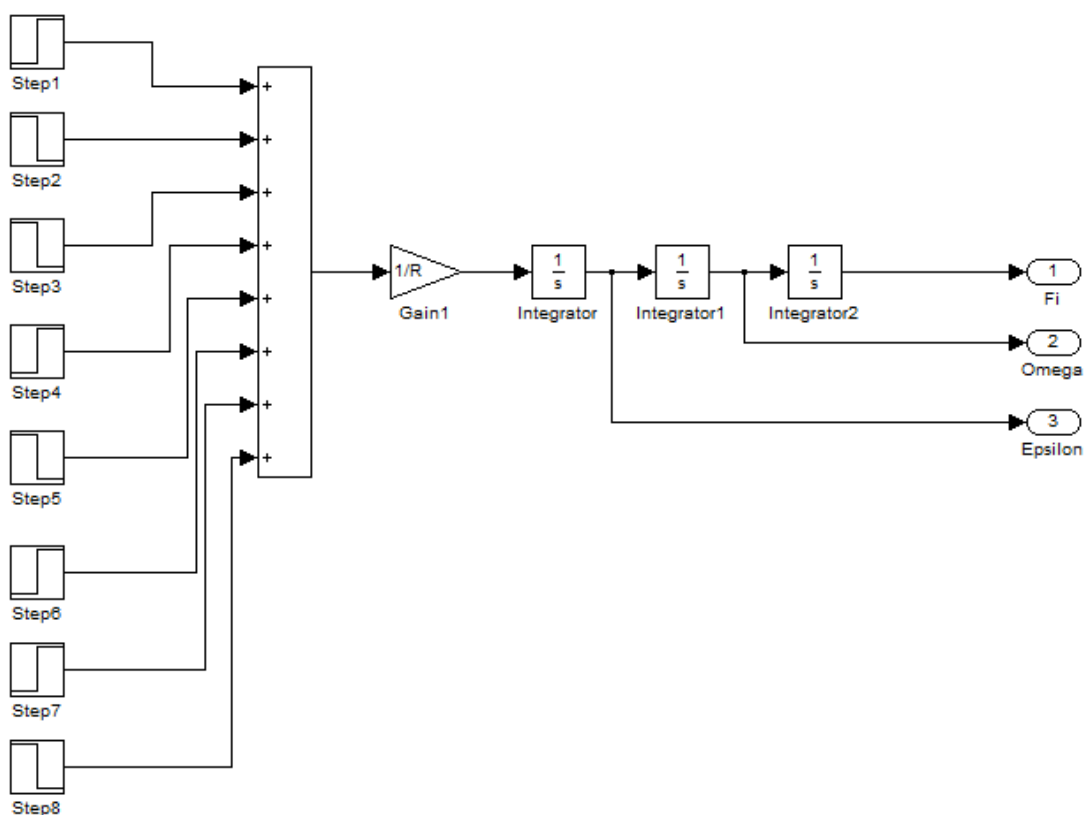 Step1
+
Step2
+
Step3
+
Step4
+
Step5
+
Step6
+
Step7
+
Step8
+
1/R
Gain1
1
s
Integrator
1
s
Integrator1
1
s
Integrator2
1
Fi
2
Omega
3
Epsilon